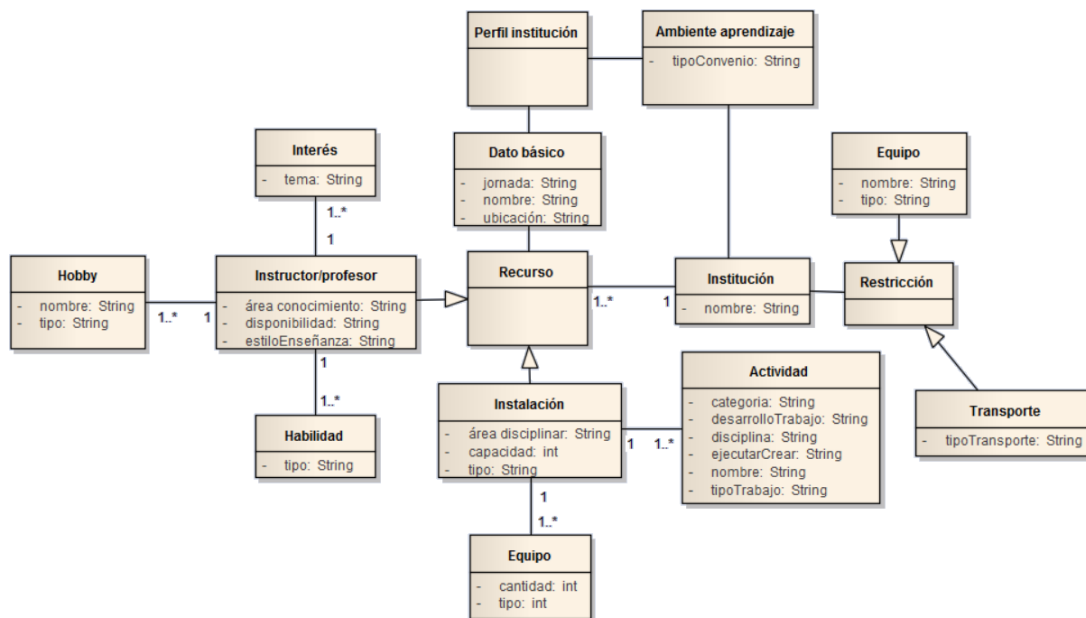 Perfil institución
Ambiente aprendizaje
- tipoConvenio: String
Interés
- tema: String
Dato básico
- jornada: String
- nombre: String
- ubicación: String
Equipo
- nombre: String
- tipo: String
1..*
1
Hobby
- nombre: String
- tipo: String
1..*
1
Instructor/profesor
- área conocimiento: String
- disponibilidad: String
- estiloEnseñanza: String
Recurso
1..*
1
Institución
- nombre: String
Restricción
1
1..*
Habilidad
- tipo: String
Instalación
- área disciplinar: String
- capacidad: int
- tipo: String
1
1..*
Actividad
- categoria: String
- desarrolloTrabajo: String
- disciplina: String
- ejecutarCrear: String
- nombre: String
- tipoTrabajo: String
Transporte
- tipoTransporte: String
1
1..*
Equipo
- cantidad: int
- tipo: int